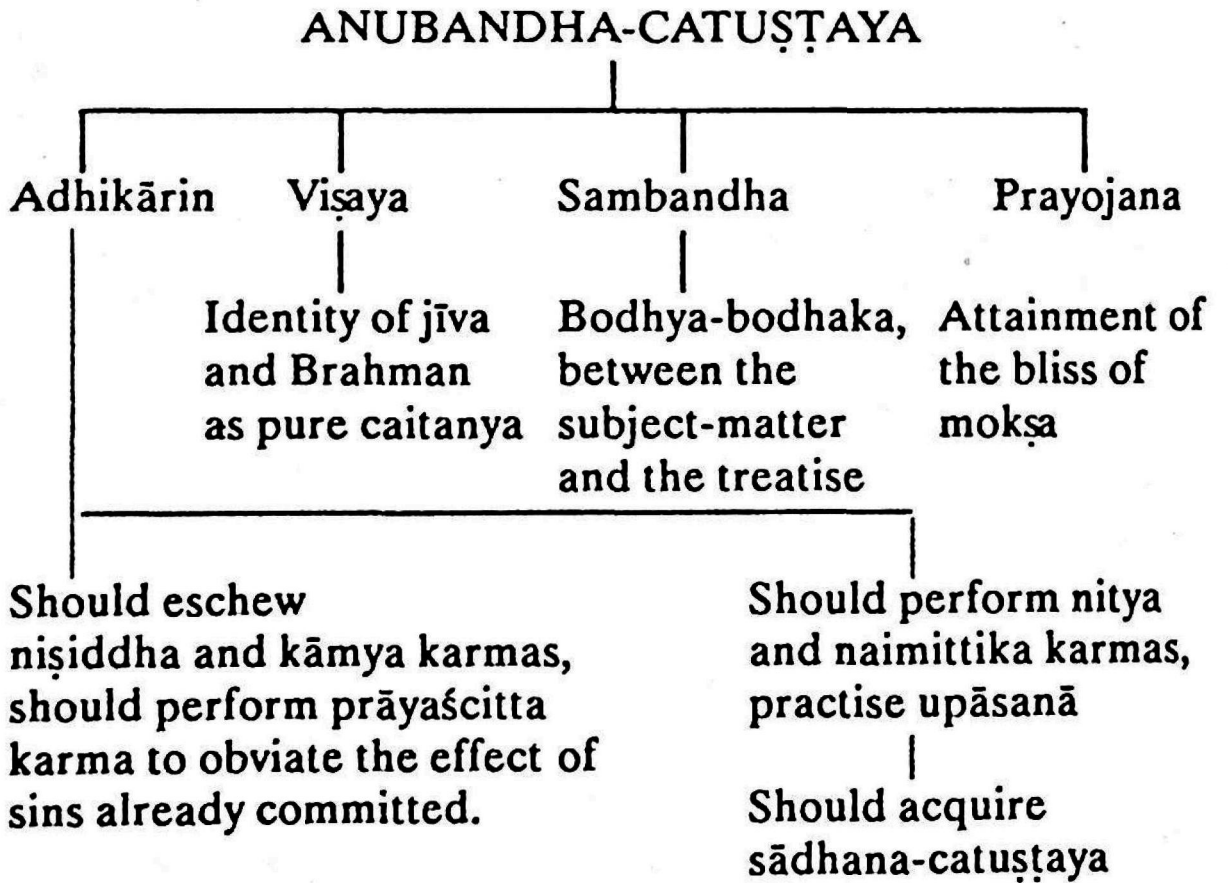 ANUBANDHA-CATUṢṬAYA
Adhikārin Viṣaya Sambandha Prayojana
Identity of jīva
and Brahman
as pure caitanya
Bodhya-bodhaka,
between the
subject-matter
and the treatise
Attainment of
the bliss of
mokṣa
Should eschew
niṣiddha and kāmya karmas,
should perform prāyaścitta
karma to obviate the effect of
sins already committed.
Should perform nitya
and naimittika karmas,
practise upāsanā
Should acquire
sādhana-catuṣṭaya